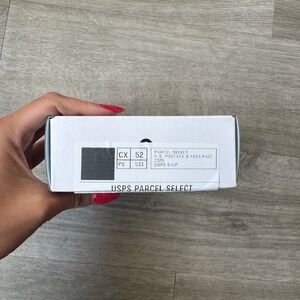 CX 52
PS V23
PARCEL SELECT
U.S. POSTAGE & FEES PAID
USPS SHIP
USPS PARCEL SELECT